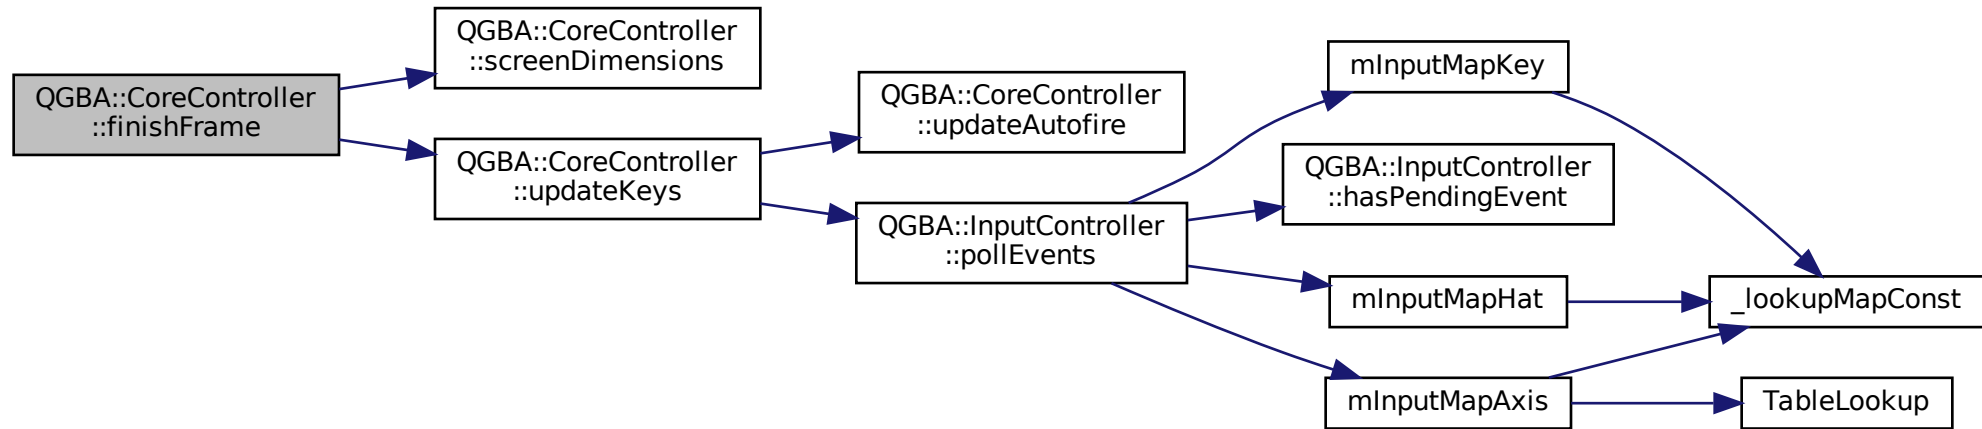 QGBA::CoreController
::finishFrame
QGBA::CoreController
::screenDimensions
QGBA::CoreController
::updateKeys
QGBA::CoreController
::updateAutofire
QGBA::InputController
::pollEvents
mInputMapKey
QGBA::InputController
::hasPendingEvent
mInputMapHat
mInputMapAxis
_lookupMapConst
TableLookup